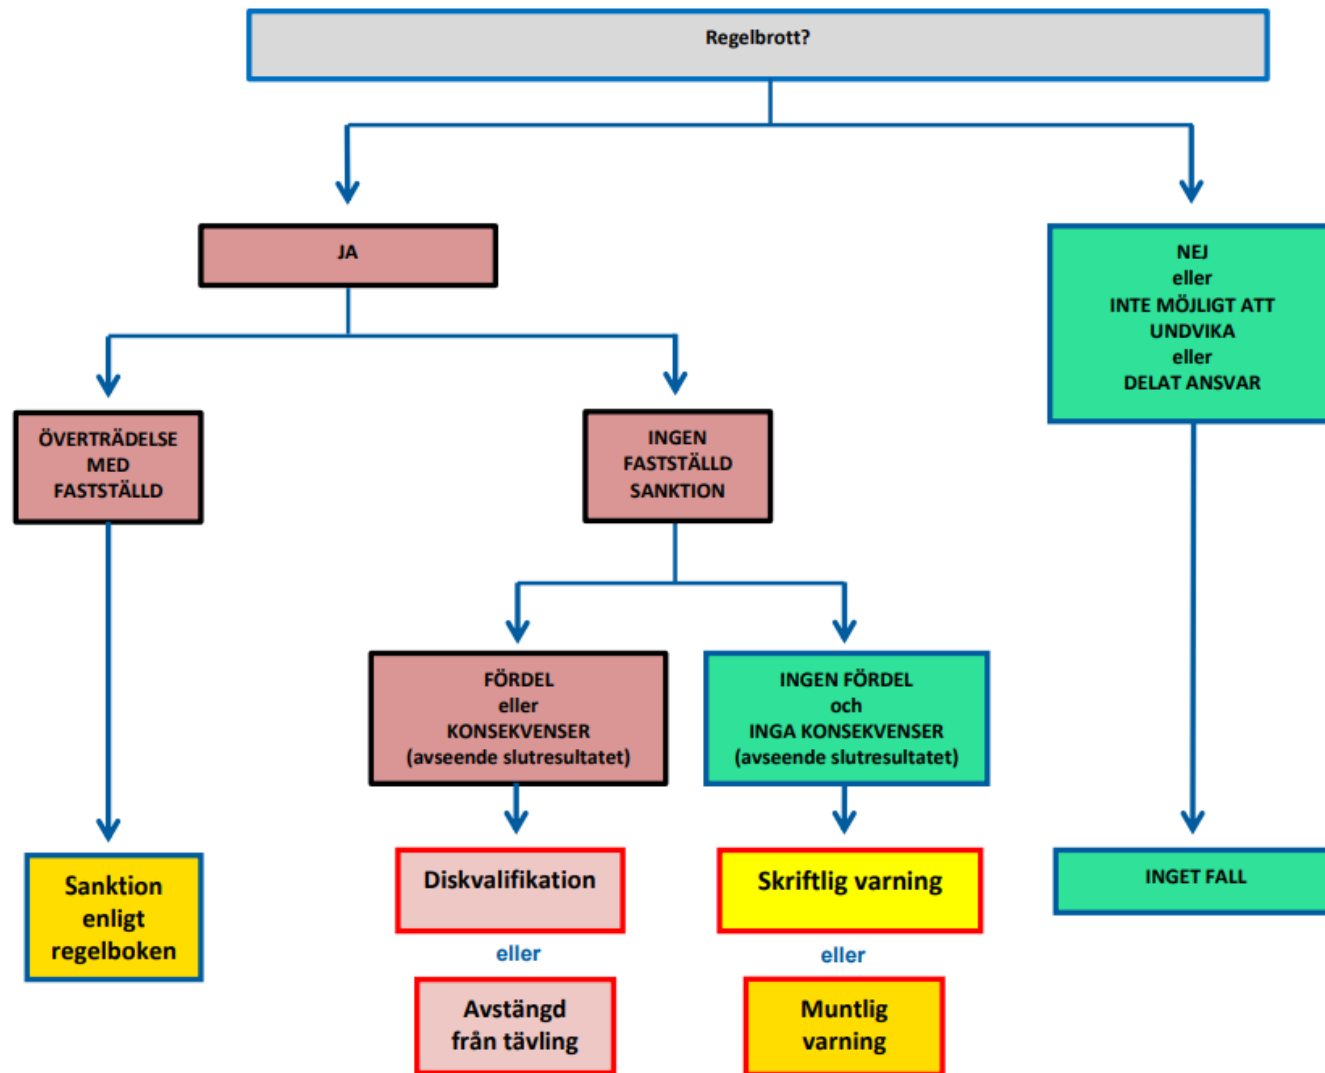 Regelbrott?
JA
NEJ
eller
INTE MÖJLIGT ATT
UNDVIKA
eller
DELAT ANSVAR
ÖVERTRÄDELSE
MED
FASTSTÄLLD
INGEN
FASTSTÄLLD
SANKTION
FÖRDEL
eller
KONSEKVENSER
(avseende slutresultatet)
INGEN FÖRDEL
och
INGA KONSEKVENSER
(avseende slutresultatet)
Sanktion
enligt
regelboken
Diskvalifikation
eller
Avstängd
från tävling
Skriftlig varning
eller
Muntlig
varning
INGET FALL